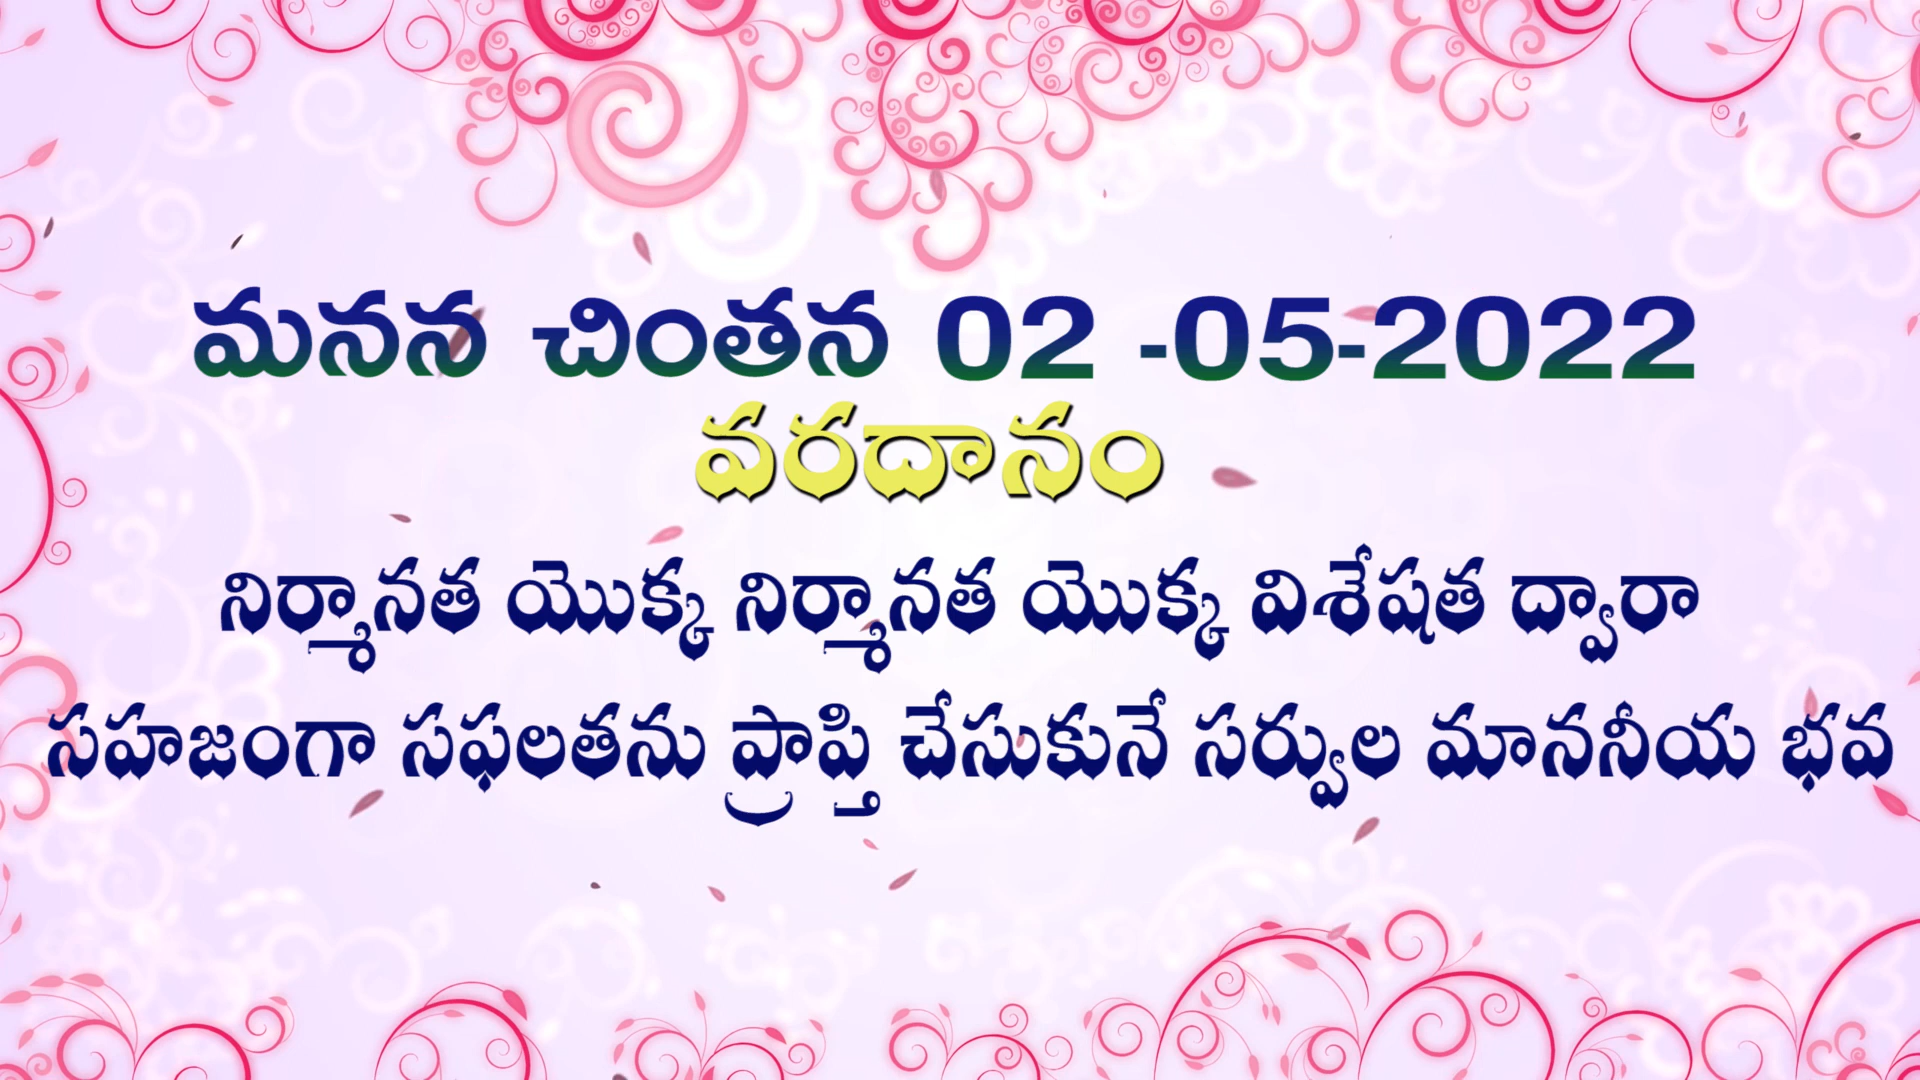 మనన చింతన 02 -05-2022
వరదానం
నిర్మానత యొక్క నిర్మానత యొక్క విశేషత ద్వారా
సహజంగా సఫలతను ప్రాప్తి చేసుకునే సర్వుల మాననీయ భవ